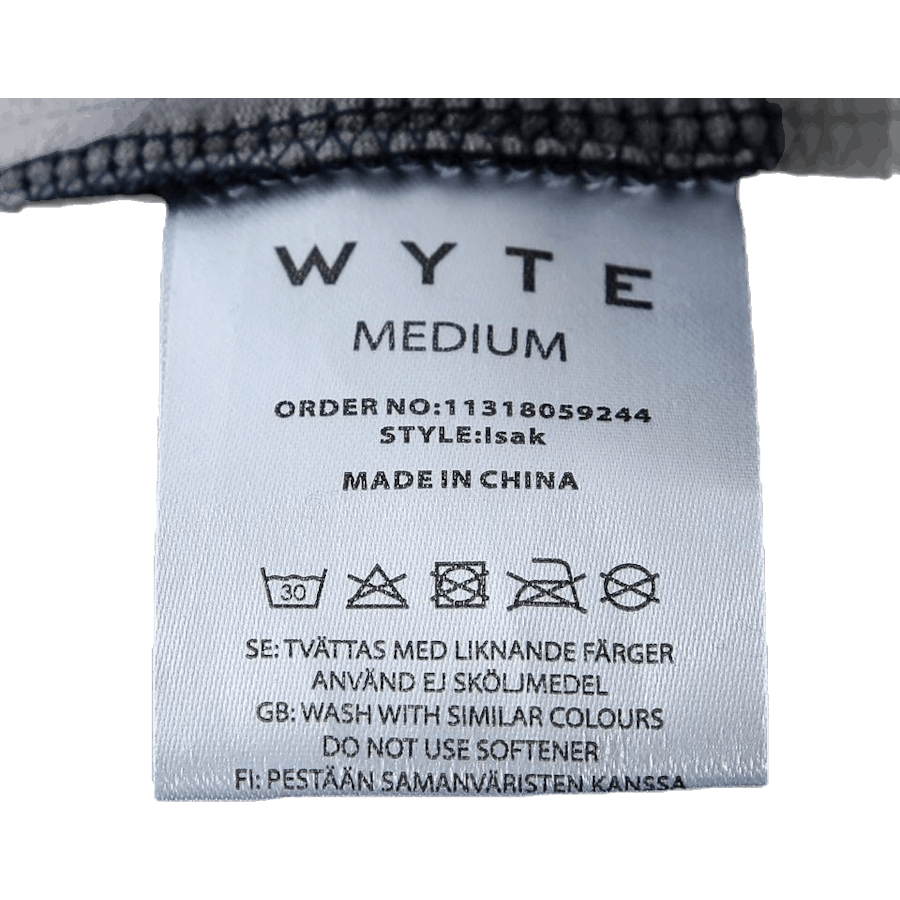 WYTE
MEDIUM
ORDER NO:11318059244
STYLE:Isak
MADE IN CHINA
30
SE: TVÄTTAS MED LIKNANDE FÄRGER
ANVÄND EJ SKÖLJMEDEL
GB: WASH WITH SIMILAR COLOURS
DO NOT USE SOFTENER
FI: PESTÄÄN SAMANVÄRISTEN KANSSA